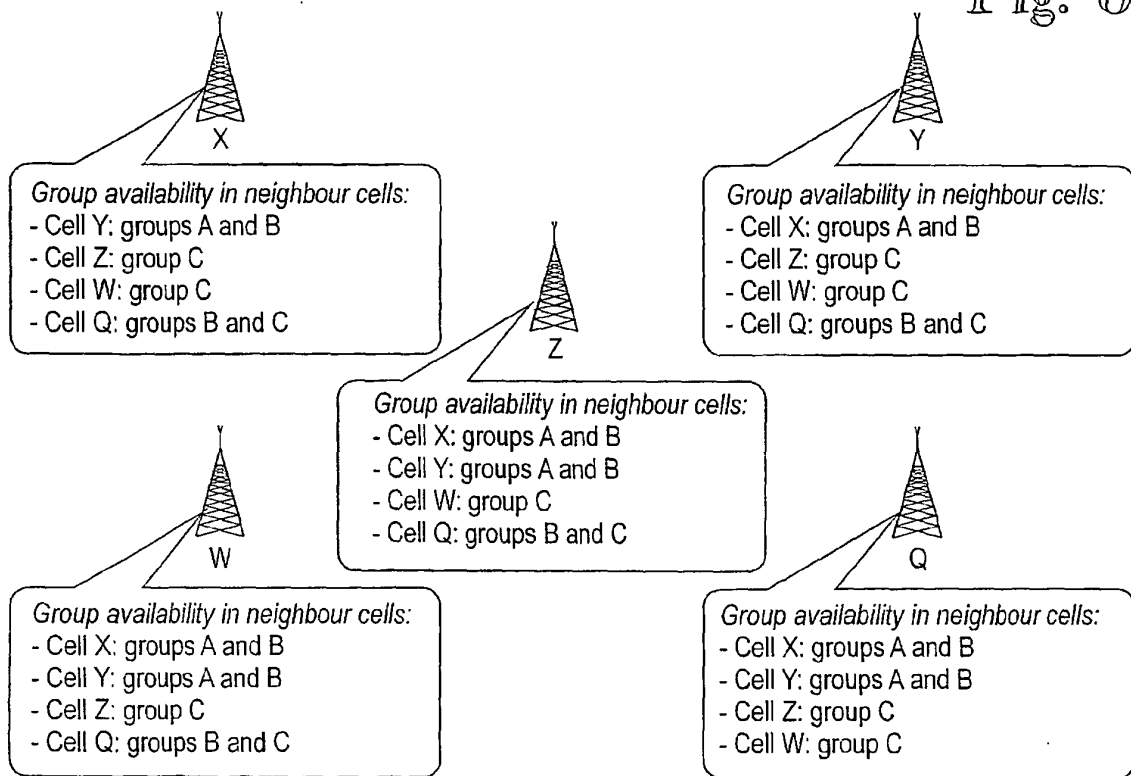 Fig.
X
Group availability in neighbour cells:
- Cell Y: groups A and B
- Cell Z: group C
- Cell W: group C
- Cell Q: groups B and C
Y
Group availability in neighbour cells:
- Cell X: groups A and B
- Cell Z: group C
- Cell W: group C
- Cell Q: groups B and C
Z
Group availability in neighbour cells:
- Cell X: groups A and B
- Cell Y: groups A and B
- Cell W: group C
- Cell Q: groups B and C
W
Group availability in neighbour cells:
- Cell X: groups A and B
- Cell Y: groups A and B
- Cell Z: group C
- Cell Q: groups B and C
Q
Group availability in neighbour cells:
- Cell X: groups A and B
- Cell Y: groups A and B
- Cell Z: group C
- Cell W: group C